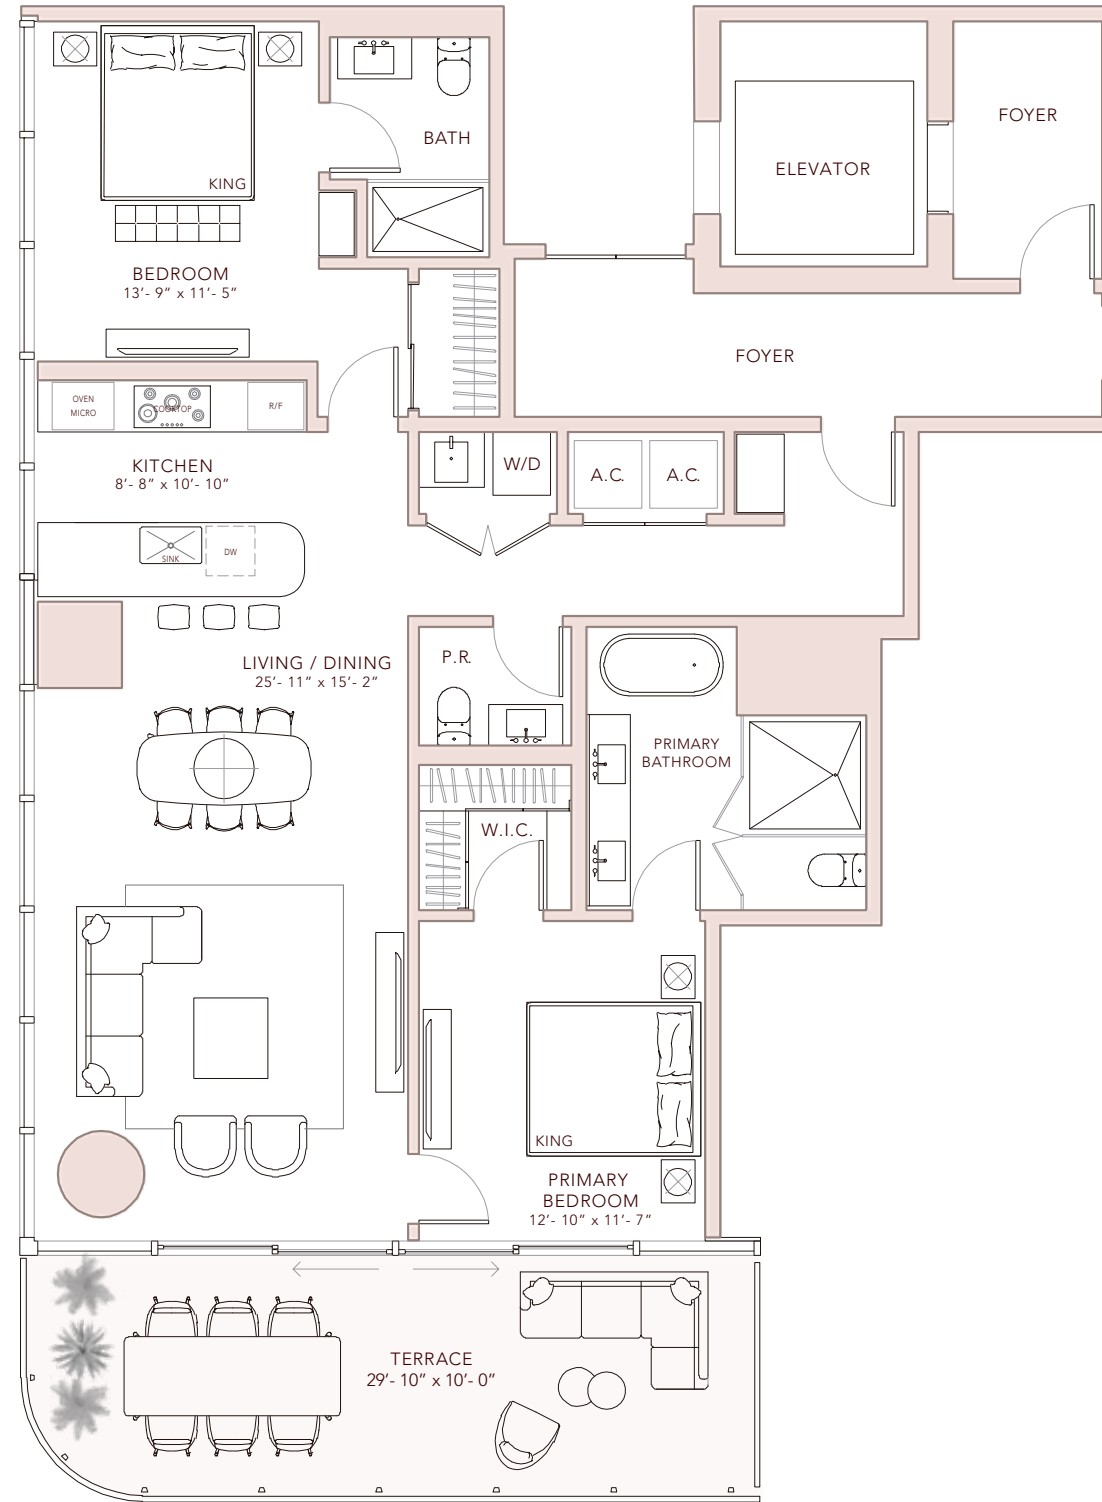 FOYER
ELEVATOR
BATH
KING
BEDROOM
13'- 9" x 11'- 5"
FOYER
OVEN
MICRO
COOKTOP
R/F
KITCHEN
8'- 8" x 10'- 10"
W/D
A.C.
A.C.
SINK
DW
LIVING / DINING
25'- 11" x 15'- 2"
P.R.
PRIMARY
BATHROOM
W.I.C.
KING
PRIMARY
BEDROOM
12'- 10" x 11'- 7"
TERRACE
29'- 10" x 10'- 0"